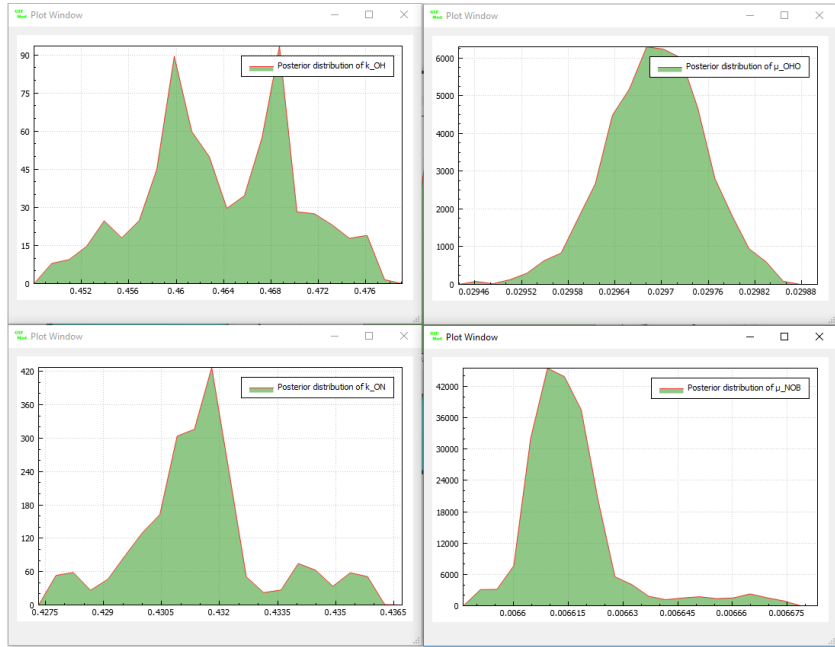 GIF Mod Plot Window
Posterior distribution of k_OH
90
75
60
45
30
15
0
0.452 0.456 0.46 0.464 0.468 0.472 0.476
Plot Window
Posterior distribution of μ_OHO
6000
5000
4000
3000
2000
1000
0
0.02946 0.02952 0.02958 0.02964 0.0297 0.02976 0.02982 0.02988
Plot Window
Posterior distribution of k_ON
420
360
300
240
180
120
60
0
0.4275 0.429 0.4305 0.432 0.4335 0.435 0.4365
Plot Window
Posterior distribution of μ_NOB
42000
36000
30000
24000
18000
12000
6000
0
0.0066 0.006615 0.00663 0.006645 0.00666 0.006675